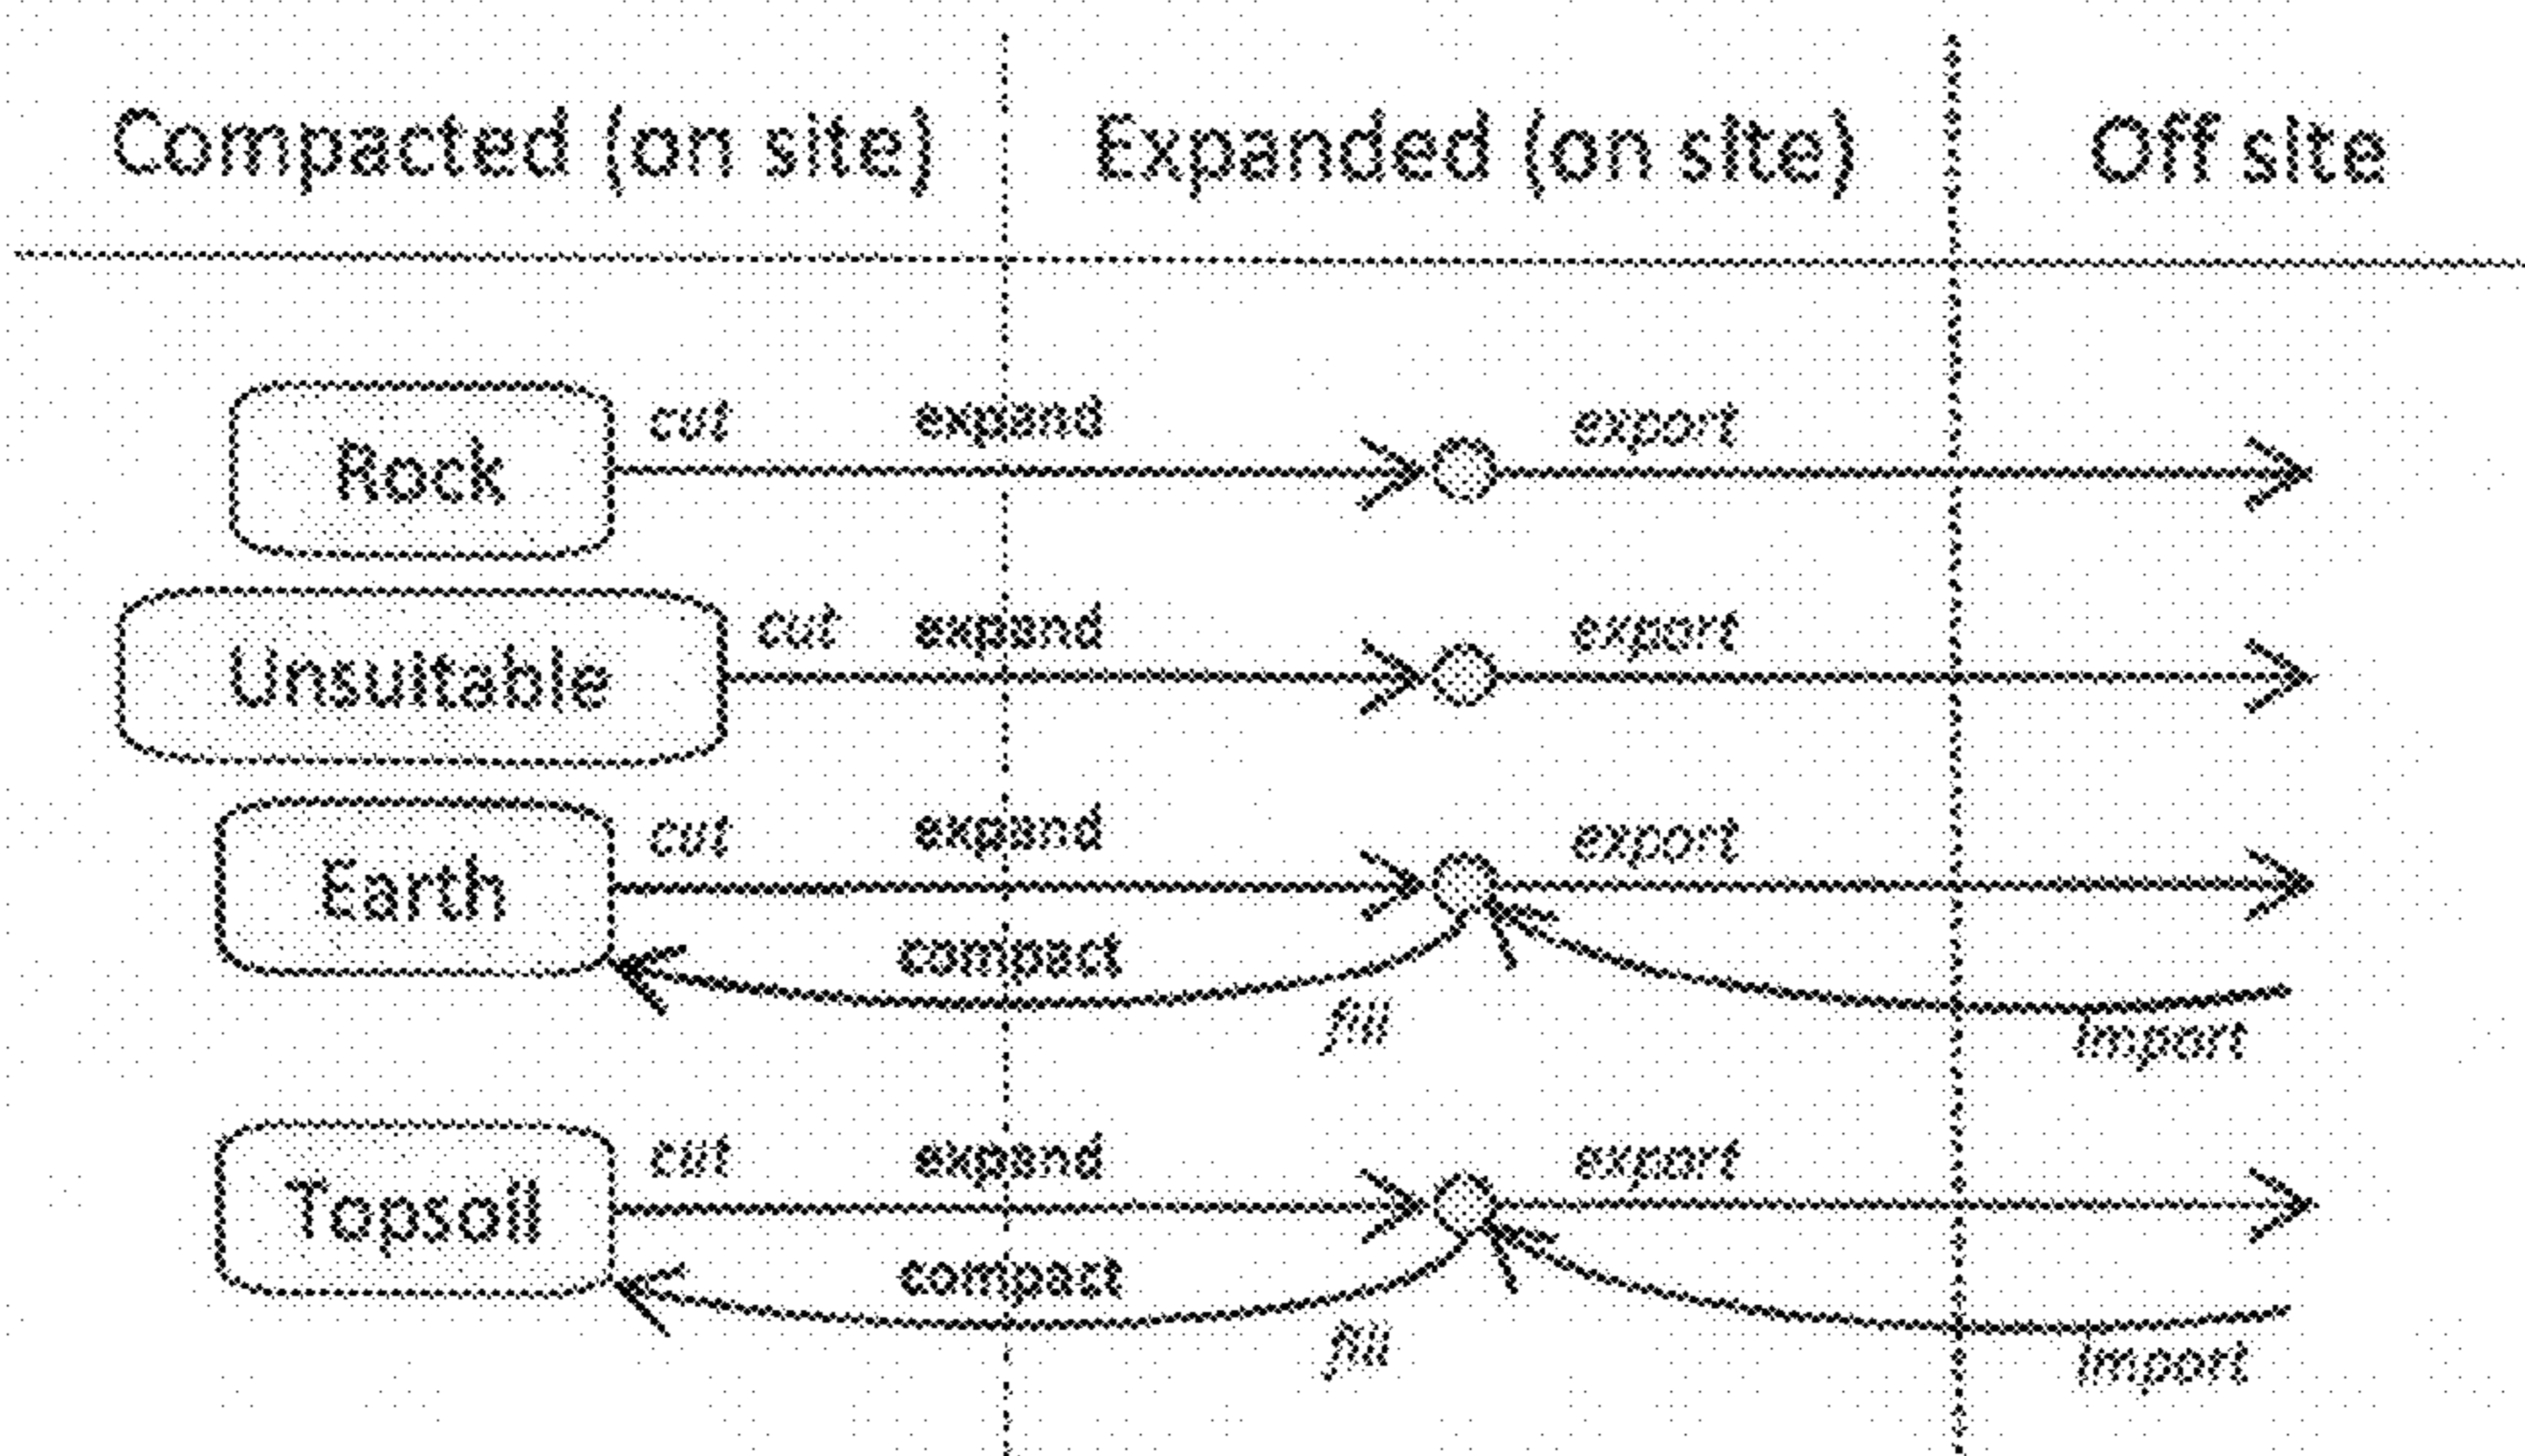 Compacted (on site) Expanded (on site) Off site
cut expand export
Rock
cut expand export
Unsuitable
cut expand export
Earth
compact
fill
import
cut expand export
Topsoil
compact
fill
import